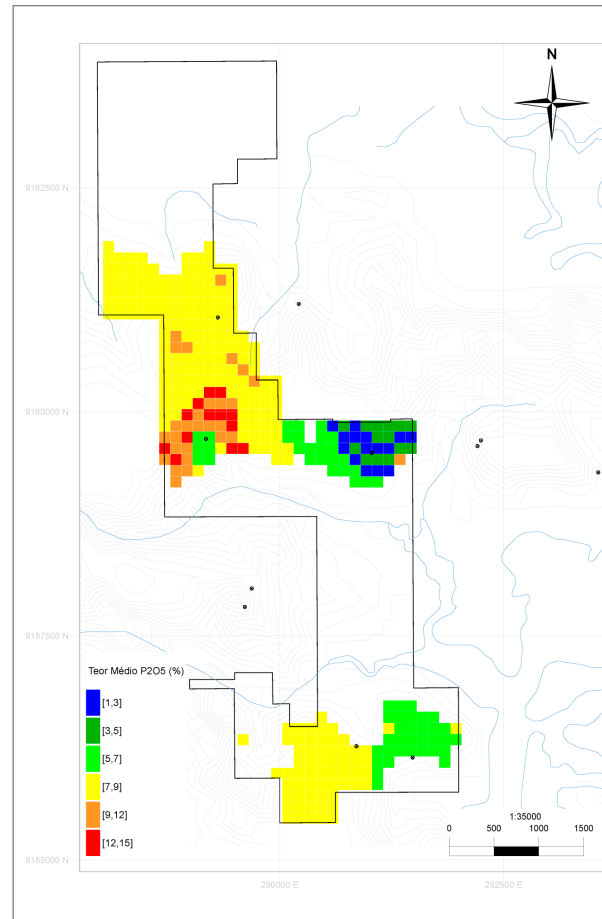 N
9162500 N
9160000 N
9157500 N
Teor Médio P2O5 (%)
[1,3]
[3,5]
[5,7]
[7,9]
[9,12]
[12,15]
1:35000
0 500 1000 1500
9155000 N
290000 E 292500 E